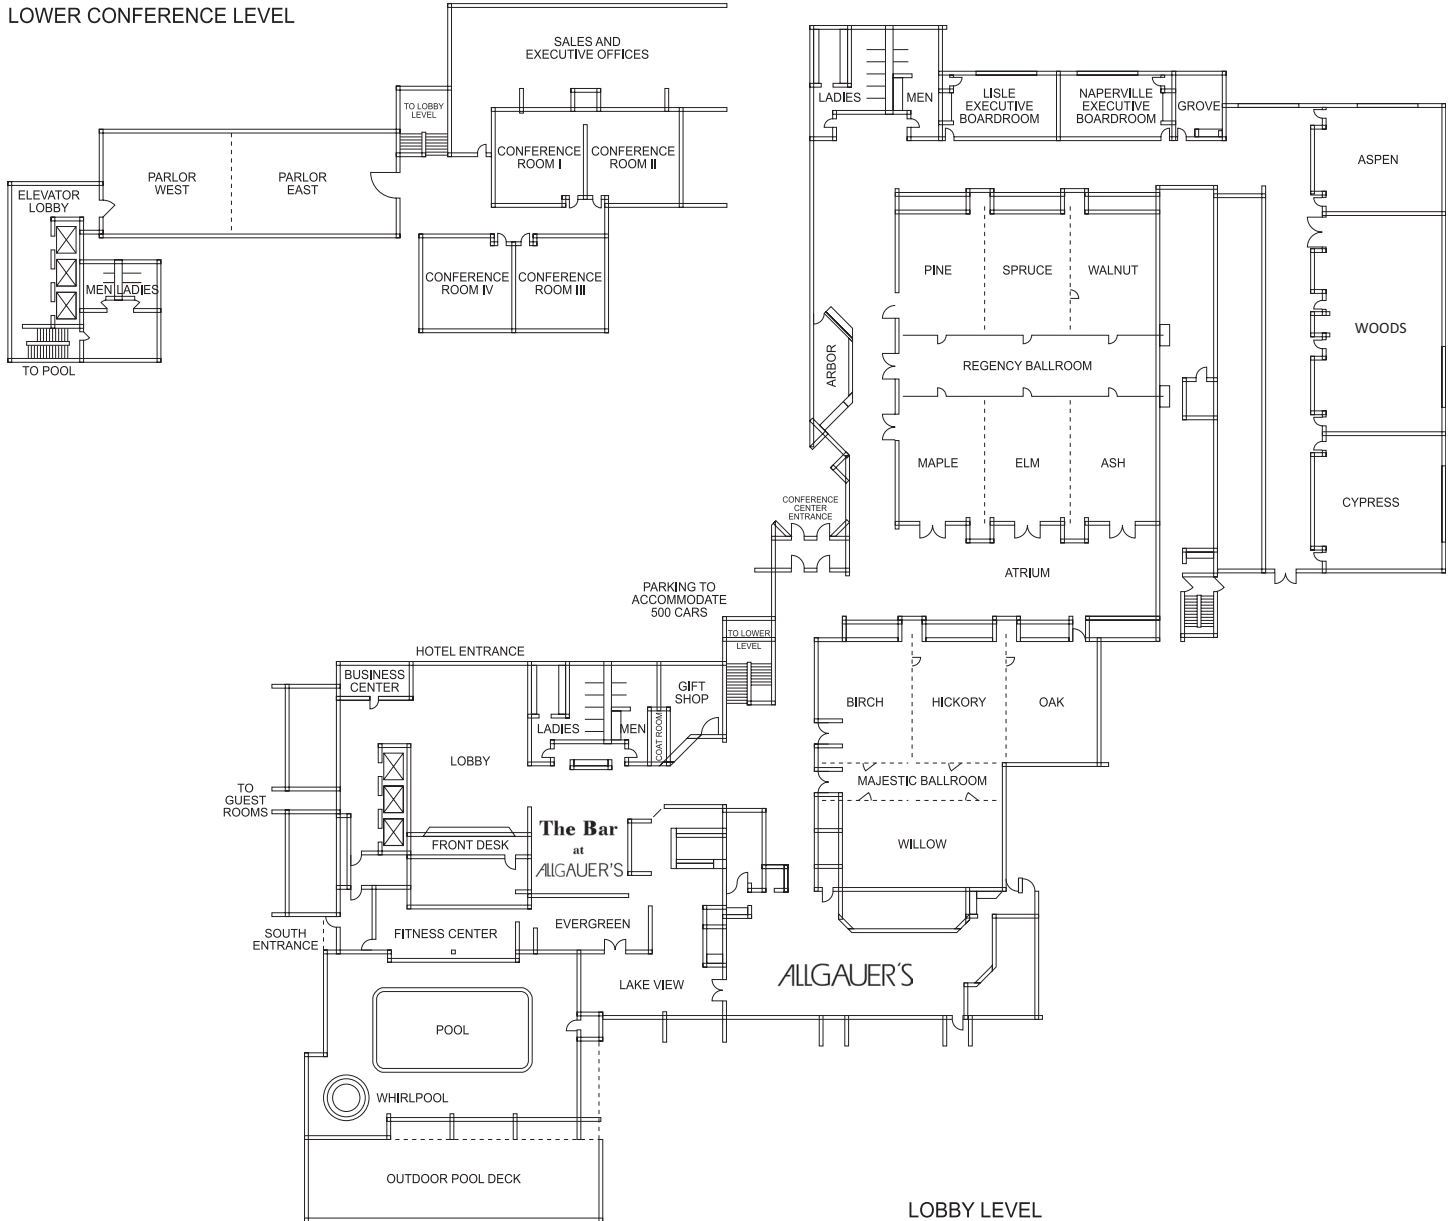 LOWER CONFERENCE LEVEL
SALES AND
EXECUTIVE OFFICES
TO LOBBY
LEVEL
CONFERENCE
ROOM I
CONFERENCE
ROOM II
PARLOR
WEST
PARLOR
EAST
ELEVATOR
LOBBY
MEN
LADIES
CONFERENCE
ROOM IV
CONFERENCE
ROOM III
TO POOL
LADIES
MEN
LISLE
EXECUTIVE
BOARDROOM
NAPERVILLE
EXECUTIVE
BOARDROOM
GROVE
ASPEN
PINE
SPRUCE
WALNUT
WOODS
ARBOR
REGENCY BALLROOM
MAPLE
ELM
ASH
CYPRESS
CONFERENCE
CENTER
ENTRANCE
ATRIUM
PARKING TO
ACCOMMODATE
500 CARS
TO LOWER
LEVEL
HOTEL ENTRANCE
BUSINESS
CENTER
GIFT
SHOP
LADIES
MEN
COAT ROOM
BIRCH
HICKORY
OAK
LOBBY
TO
GUEST
ROOMS
MAJESTIC BALLROOM
The Bar
at
ALLGAUER'S
FRONT DESK
WILLOW
SOUTH
ENTRANCE
FITNESS CENTER
EVERGREEN
LAKE VIEW
ALLGAUER'S
POOL
WHIRLPOOL
OUTDOOR POOL DECK
LOBBY LEVEL